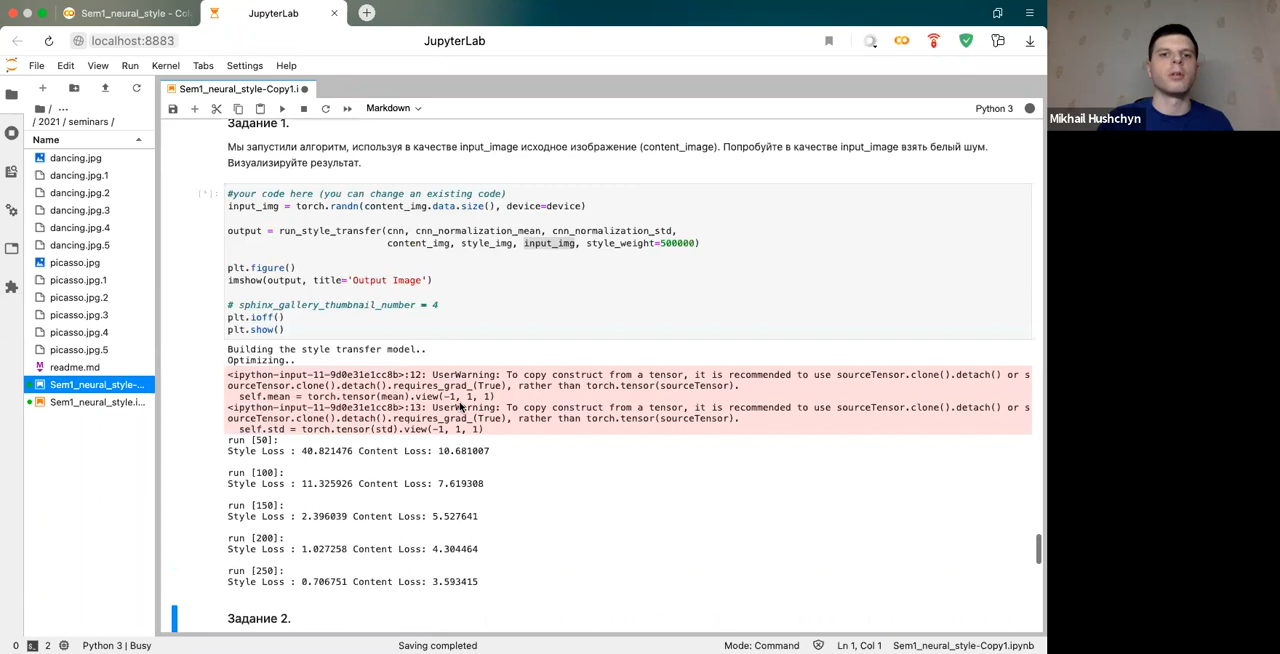 Sem1_neural_style - Col
JupyterLab
localhost:8883
JupyterLab
File Edit View Run Kernel Tabs Settings Help
Sem1_neural_style-Copy1.i
Markdown
Python 3
/ ...
/ 2021 / seminars /
Name
dancing.jpg
dancing.jpg.1
dancing.jpg.2
dancing.jpg.3
dancing.jpg.4
dancing.jpg.5
picasso.jpg
picasso.jpg.1
picasso.jpg.2
picasso.jpg.3
picasso.jpg.4
picasso.jpg.5
readme.md
Sem1_neural_style-...
Sem1_neural_style.i...
Задание 1.
Мы запустили алгоритм, используя в качестве input_image исходное изображение (content_image). Попробуйте в качестве input_image взять белый шум.
Визуализируйте результат.
[*]:
#your code here (you can change an existing code)
input_img = torch.randn(content_img.data.size(), device=device)
output = run_style_transfer(cnn, cnn_normalization_mean, cnn_normalization_std,
content_img, style_img, input_img, style_weight=500000)
plt.figure()
imshow(output, title='Output Image')
# sphinx_gallery_thumbnail_number = 4
plt.ioff()
plt.show()
Building the style transfer model..
Optimizing..
<ipython-input-11-9d0e31e1cc8b>:12: UserWarning: To copy construct from a tensor, it is recommended to use sourceTensor.clone().detach() or s
ourceTensor.clone().detach().requires_grad_(True), rather than torch.tensor(sourceTensor).
self.mean = torch.tensor(mean).view(-1, 1, 1)
<ipython-input-11-9d0e31e1cc8b>:13: UserWarning: To copy construct from a tensor, it is recommended to use sourceTensor.clone().detach() or s
ourceTensor.clone().detach().requires_grad_(True), rather than torch.tensor(sourceTensor).
self.std = torch.tensor(std).view(-1, 1, 1)
run [50]:
Style Loss : 40.821476 Content Loss: 10.681007
run [100]:
Style Loss : 11.325926 Content Loss: 7.619308
run [150]:
Style Loss : 2.396039 Content Loss: 5.527641
run [200]:
Style Loss : 1.027258 Content Loss: 4.304464
run [250]:
Style Loss : 0.706751 Content Loss: 3.593415
Задание 2.
0 2 Python 3 | Busy
Saving completed
Mode: Command
Ln 1, Col 1
Sem1_neural_style-Copy1.ipynb
Mikhail Hushchyn